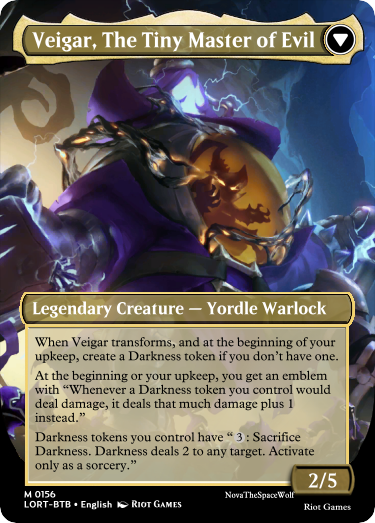 Veigar, The Tiny Master of Evil
Legendary Creature — Yordle Warlock
When Veigar transforms, and at the beginning of your
upkeep, create a Darkness token if you don't have one.
At the beginning or your upkeep, you get an emblem
with “Whenever a Darkness token you control would
deal damage, it deals that much damage plus 1
instead.”
Darkness tokens you control have “ 3 : Sacrifice
Darkness. Darkness deals 2 to any target. Activate
only as a sorcery.”
2/5
M 0156
LORT-BTB • English Riot Games
NovaTheSpaceWolf
Riot Games